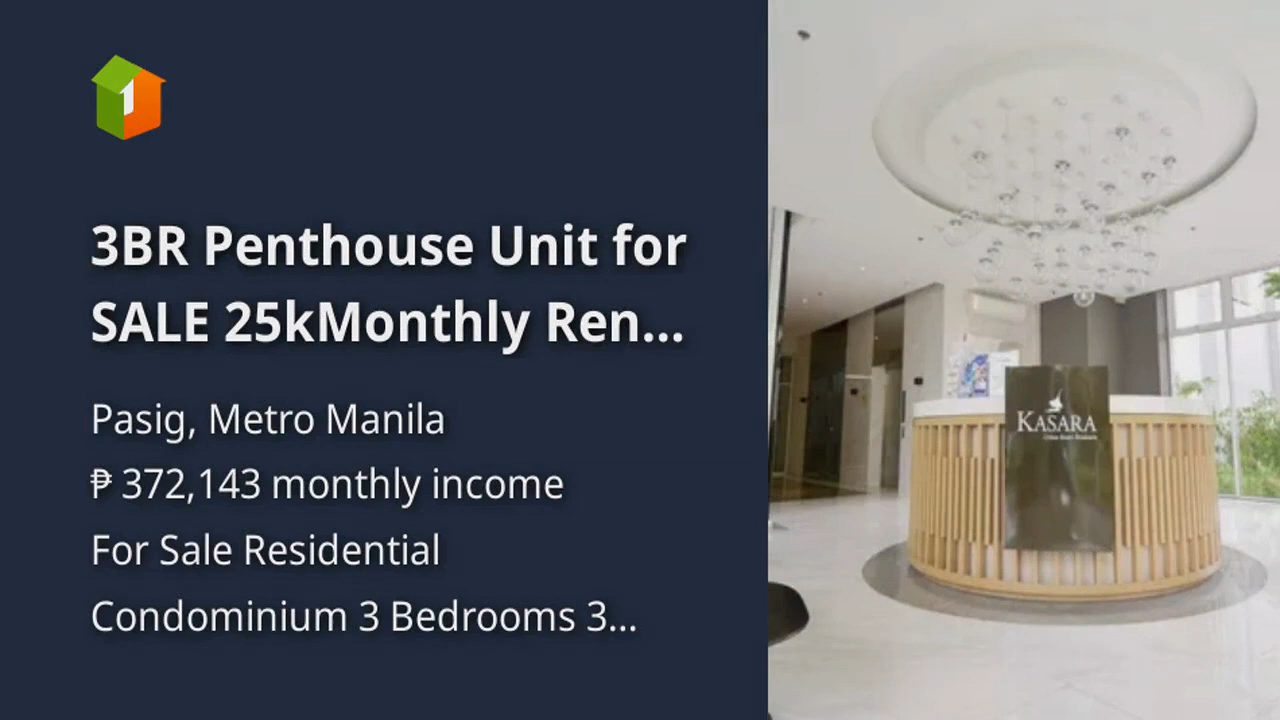 3BR Penthouse Unit for
SALE 25kMonthly Ren...
Pasig, Metro Manila
₱ 372,143 monthly income
For Sale Residential
Condominium 3 Bedrooms 3...
KASARA